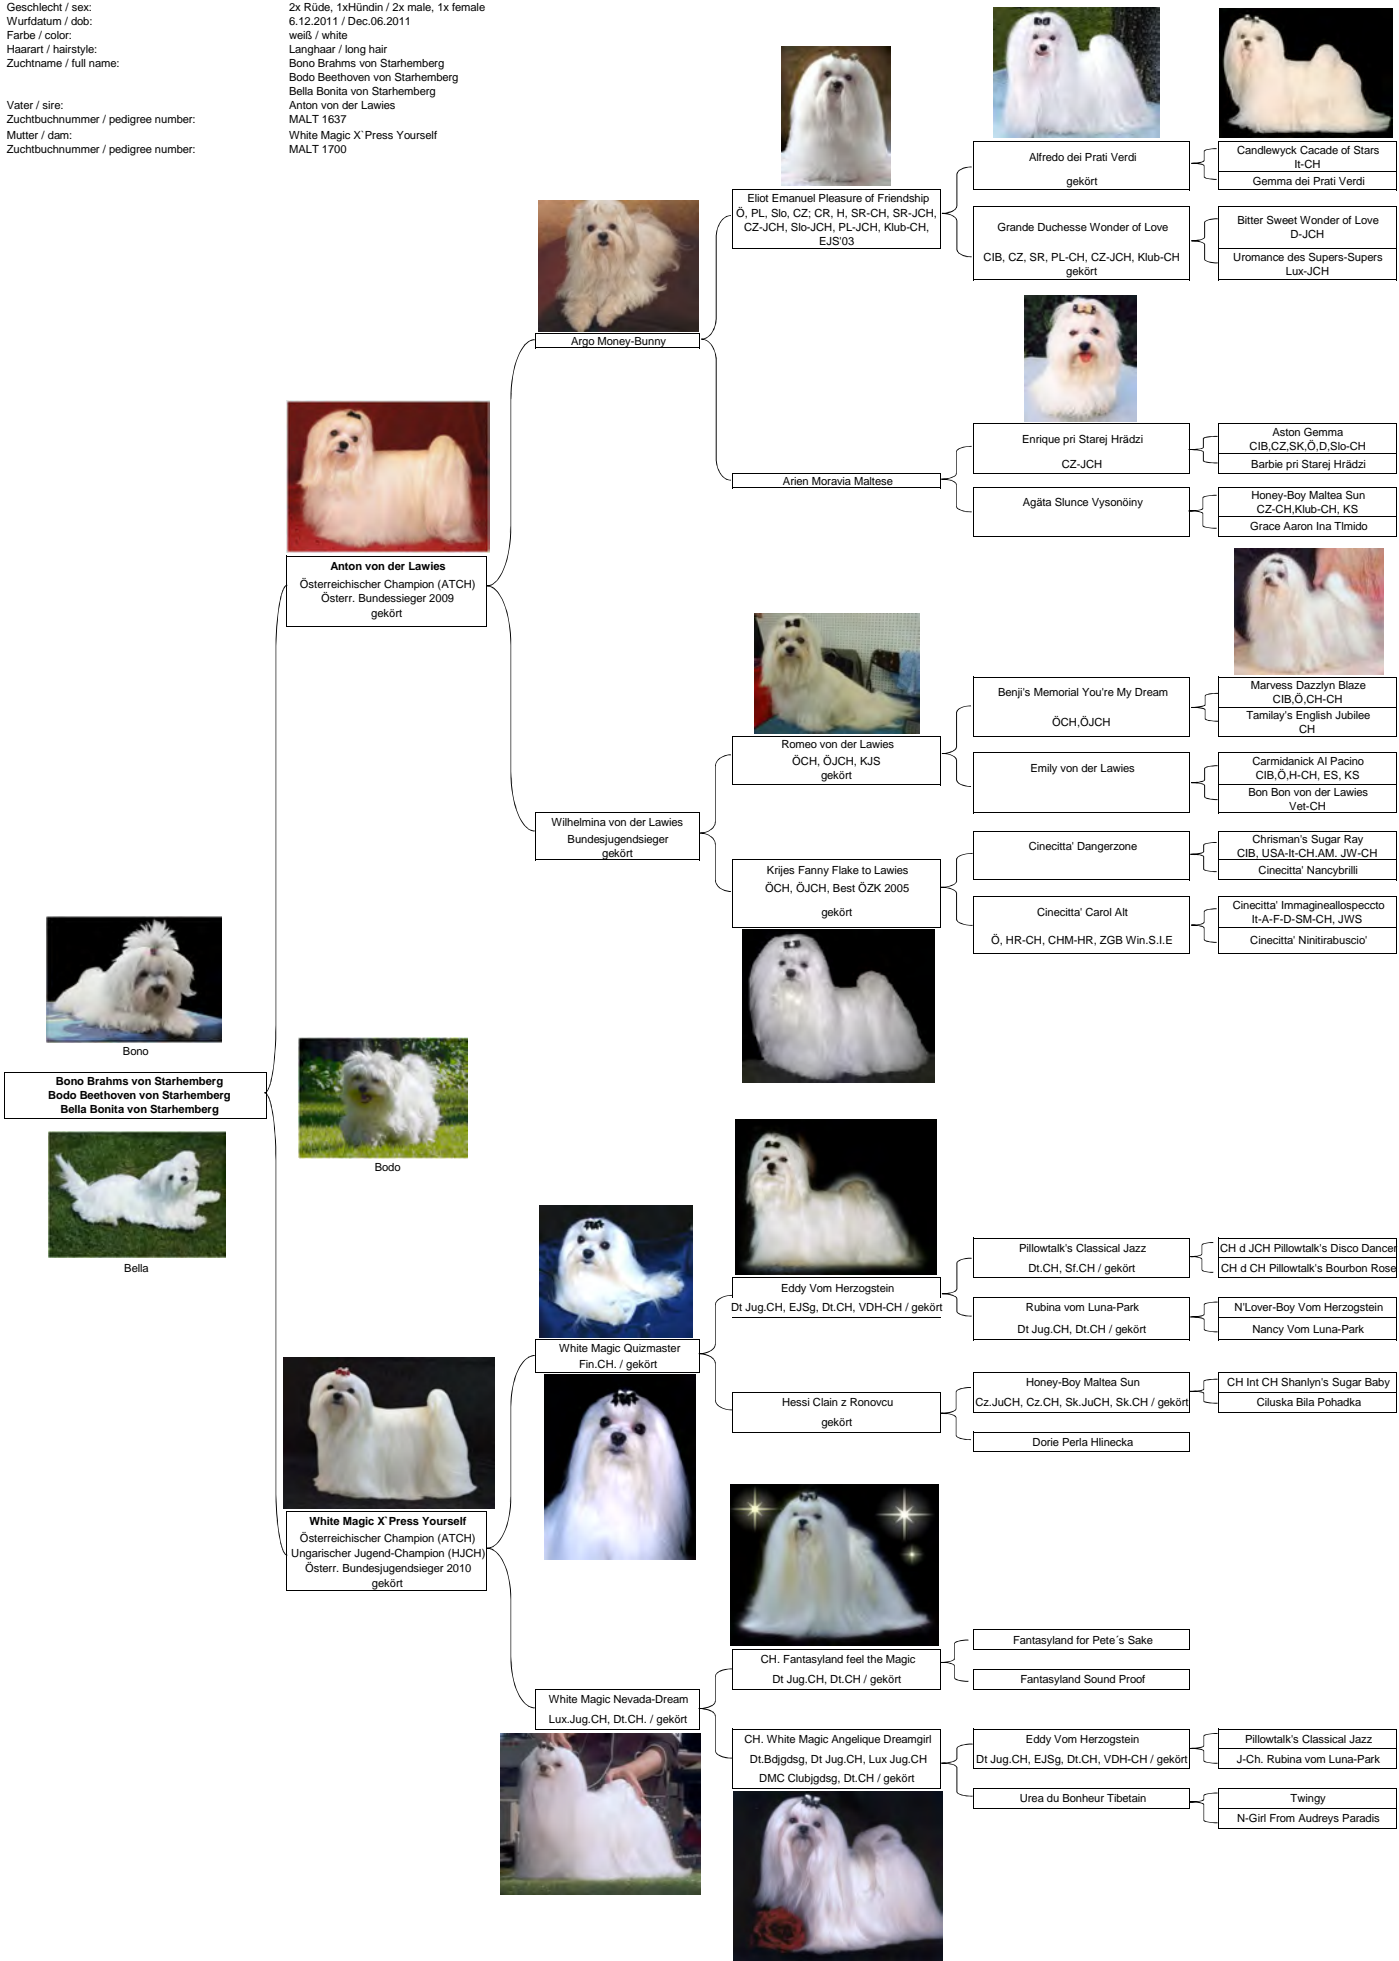 Geschlecht / sex: 2x Rüde, 1xHündin / 2x male, 1x female
Wurfdatum / dob: 6.12.2011 / Dec.06.2011
Farbe / color: weiß / white
Haarart / hairstyle: Langhaar / long hair
Zuchtname / full name: Bono Brahms von Starhemberg
Bodo Beethoven von Starhemberg
Bella Bonita von Starhemberg
Vater / sire: Anton von der Lawies
Zuchtbuchnummer / pedigree number: MALT 1637
Mutter / dam: White Magic X`Press Yourself
Zuchtbuchnummer / pedigree number: MALT 1700
Bono
Bono Brahms von Starhemberg
Bodo Beethoven von Starhemberg
Bella Bonita von Starhemberg
Bella
Bodo
Anton von der Lawies
Österreichischer Champion (ATCH)
Österr. Bundessieger 2009
gekört
White Magic X`Press Yourself
Österreichischer Champion (ATCH)
Ungarischer Jugend-Champion (HJCH)
Österr. Bundesjugendsieger 2010
gekört
Argo Money-Bunny
Wilhelmina von der Lawies
Bundesjugendsieger
gekört
White Magic Quizmaster
Fin.CH. / gekört
White Magic Nevada-Dream
Lux.Jug.CH, Dt.CH. / gekört
Eliot Emanuel Pleasure of Friendship
Ö, PL, Slo, CZ; CR, H, SR-CH, SR-JCH,
CZ-JCH, Slo-JCH, PL-JCH, Klub-CH,
EJS'03
Arien Moravia Maltese
Romeo von der Lawies
ÖCH, ÖJCH, KJS
gekört
Krijes Fanny Flake to Lawies
ÖCH, ÖJCH, Best ÖZK 2005
gekört
Eddy Vom Herzogstein
Dt Jug.CH, EJSg, Dt.CH, VDH-CH / gekört
Hessi Clain z Ronovcu
gekört
CH. Fantasyland feel the Magic
Dt Jug.CH, Dt.CH / gekört
CH. White Magic Angelique Dreamgirl
Dt.Bdjgdsg, Dt Jug.CH, Lux Jug.CH
DMC Clubjgdsg, Dt.CH / gekört
Alfredo dei Prati Verdi
gekört
Grande Duchesse Wonder of Love
CIB, CZ, SR, PL-CH, CZ-JCH, Klub-CH
gekört
Enrique pri Starej Hrädzi
CZ-JCH
Agäta Slunce Vysonöiny
Benji's Memorial You're My Dream
ÖCH,ÖJCH
Emily von der Lawies
Cinecitta' Dangerzone
Cinecitta' Carol Alt
Ö, HR-CH, CHM-HR, ZGB Win.S.I.E
Pillowtalk's Classical Jazz
Dt.CH, Sf.CH / gekört
Rubina vom Luna-Park
Dt Jug.CH, Dt.CH / gekört
Honey-Boy Maltea Sun
Cz.JuCH, Cz.CH, Sk.JuCH, Sk.CH / gekört
Dorie Perla Hlinecka
Fantasyland for Pete´s Sake
Fantasyland Sound Proof
Eddy Vom Herzogstein
Dt Jug.CH, EJSg, Dt.CH, VDH-CH / gekört
Urea du Bonheur Tibetain
Candlewyck Cacade of Stars
It-CH
Gemma dei Prati Verdi
Bitter Sweet Wonder of Love
D-JCH
Uromance des Supers-Supers
Lux-JCH
Aston Gemma
CIB,CZ,SK,Ö,D,Slo-CH
Barbie pri Starej Hrädzi
Honey-Boy Maltea Sun
CZ-CH,Klub-CH, KS
Grace Aaron Ina Tlmido
Marvess Dazzlyn Blaze
CIB,Ö,CH-CH
Tamilay's English Jubilee
CH
Carmidanick Al Pacino
CIB,Ö,H-CH, ES, KS
Bon Bon von der Lawies
Vet-CH
Chrisman's Sugar Ray
CIB, USA-It-CH.AM. JW-CH
Cinecitta' Nancybrilli
Cinecitta' Immagineallospeccto
It-A-F-D-SM-CH, JWS
Cinecitta' Ninitirabuscio'
CH d JCH Pillowtalk's Disco Dancer
CH d CH Pillowtalk's Bourbon Rose
N'Lover-Boy Vom Herzogstein
Nancy Vom Luna-Park
CH Int CH Shanlyn's Sugar Baby
Ciluska Bila Pohadka
Pillowtalk's Classical Jazz
J-Ch. Rubina vom Luna-Park
Twingy
N-Girl From Audreys Paradis